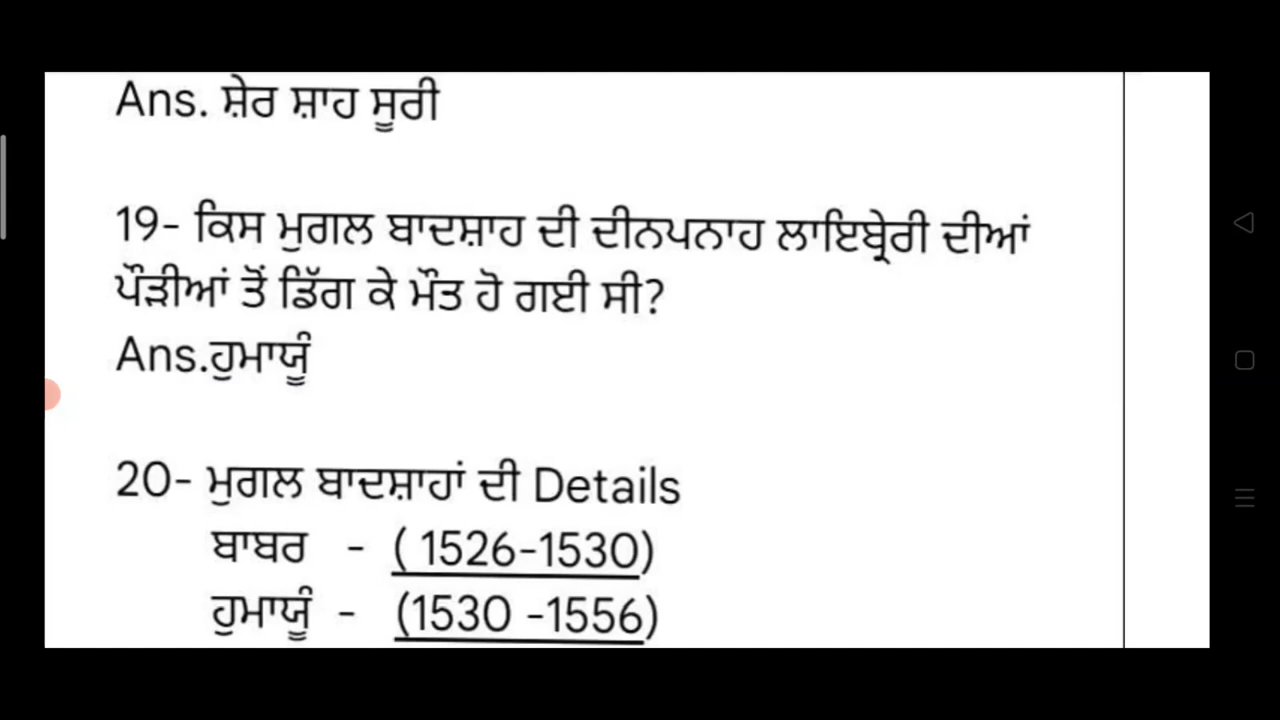 Ans. ਸ਼ੇਰ ਸ਼ਾਹ ਸੂਰੀ
19- ਕਿਸ ਮੁਗਲ ਬਾਦਸ਼ਾਹ ਦੀ ਦੀਨਪਨਾਹ ਲਾਇਬ੍ਰੇਰੀ ਦੀਆਂ
ਪੌੜੀਆਂ ਤੋਂ ਡਿੱਗ ਕੇ ਮੌਤ ਹੋ ਗਈ ਸੀ?
Ans.ਹੁਮਾਯੂੰ
20- ਮੁਗਲ ਬਾਦਸ਼ਾਹਾਂ ਦੀ Details
ਬਾਬਰ - ( 1526-1530)
ਹੁਮਾਯੂੰ - (1530 -1556)